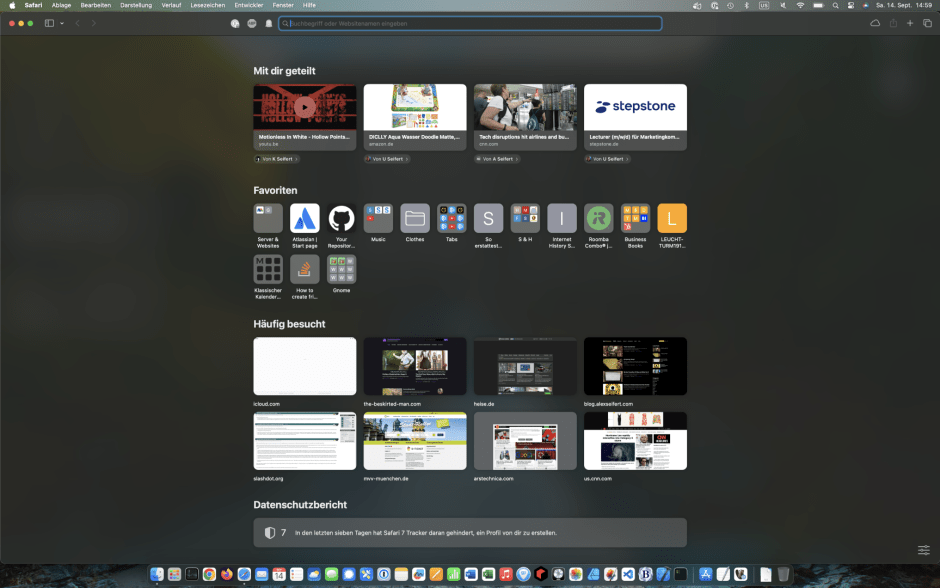 Safari Ablage Bearbeiten Darstellung Verlauf Lesezeichen Entwickler Fenster Hilfe
US
Sa. 14. Sept. 14:59
Suchbegriff oder Websitenamen eingeben
Mit dir geteilt
HOLLOW POINTS
stepstone
Motionless In White - Hollow Points...
youtu.be
DICLLY Aqua Wasser Doodle Matte,...
amazon.de
Tech disruptions hit airlines and bu...
cnn.com
Lecturer (m/w/d) für Marketingkom...
stepstone.de
Von K Seifert
Von U Seifert
Von A Seifert
Von U Seifert
Favoriten
S
I
L
Server &
Websites
Atlassian |
Start page
Your
Repositor...
Music
Clothes
Tabs
So
erstattest...
S & H
Internet
History S...
Roomba
Combo® |...
Business
Books
LEUCHT-
TURM191...
Klassischer
Kalender...
How to
create fri...
Gnome
Häufig besucht
icloud.com
the-beskirted-man.com
heise.de
blog.alexseifert.com
slashdot.org
mvv-muenchen.de
arstechnica.com
us.cnn.com
Datenschutzbericht
7 In den letzten sieben Tagen hat Safari 7 Tracker daran gehindert, ein Profil von dir zu erstellen.
14